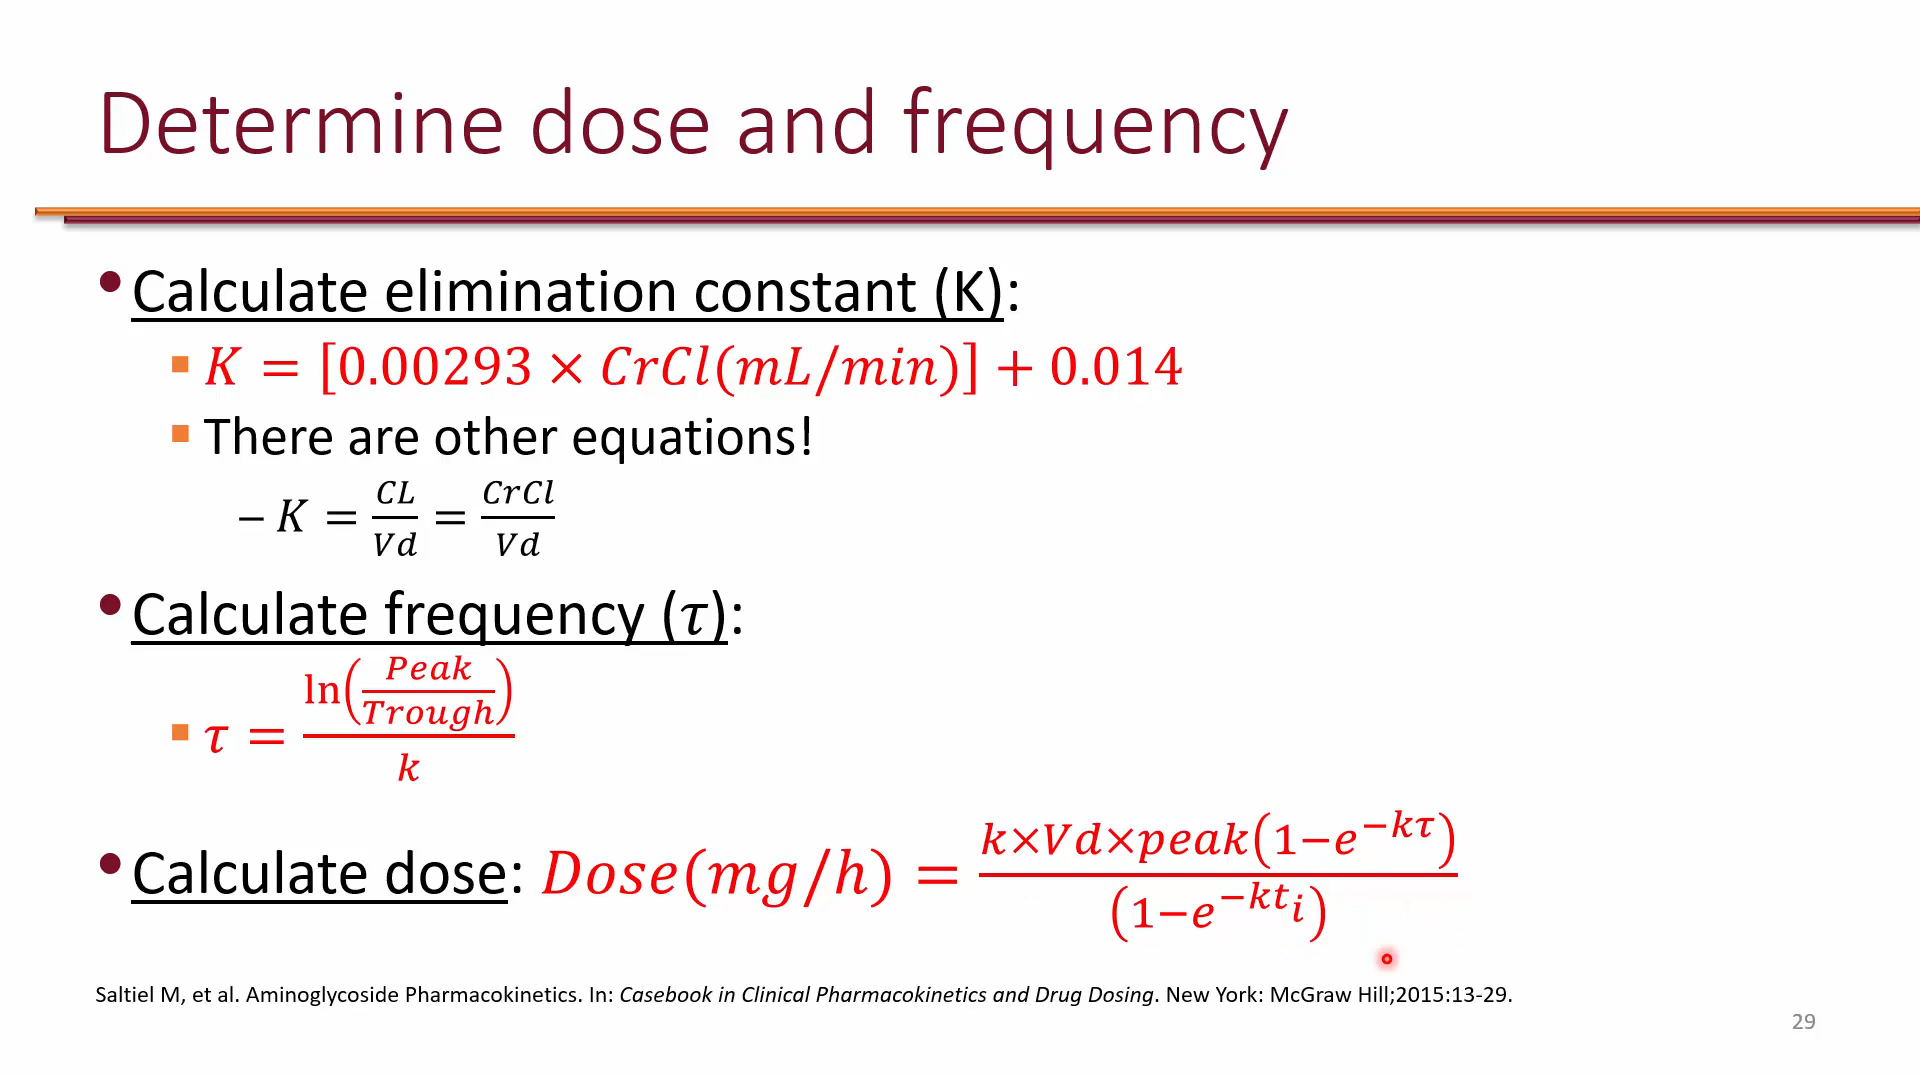 Determine dose and frequency
• Calculate elimination constant (K):
▪ K = [0.00293 × CrCl(mL/min)] + 0.014
▪ There are other equations!
– K = CL/Vd = CrCl/Vd
• Calculate frequency (τ):
▪ τ = ln(Peak/Trough)/k
• Calculate dose: Dose(mg/h) = k×Vd×peak(1−e^−kτ)/(1−e^−kt_i)
Saltiel M, et al. Aminoglycoside Pharmacokinetics. In: Casebook in Clinical Pharmacokinetics and Drug Dosing. New York: McGraw Hill;2015:13-29.
29